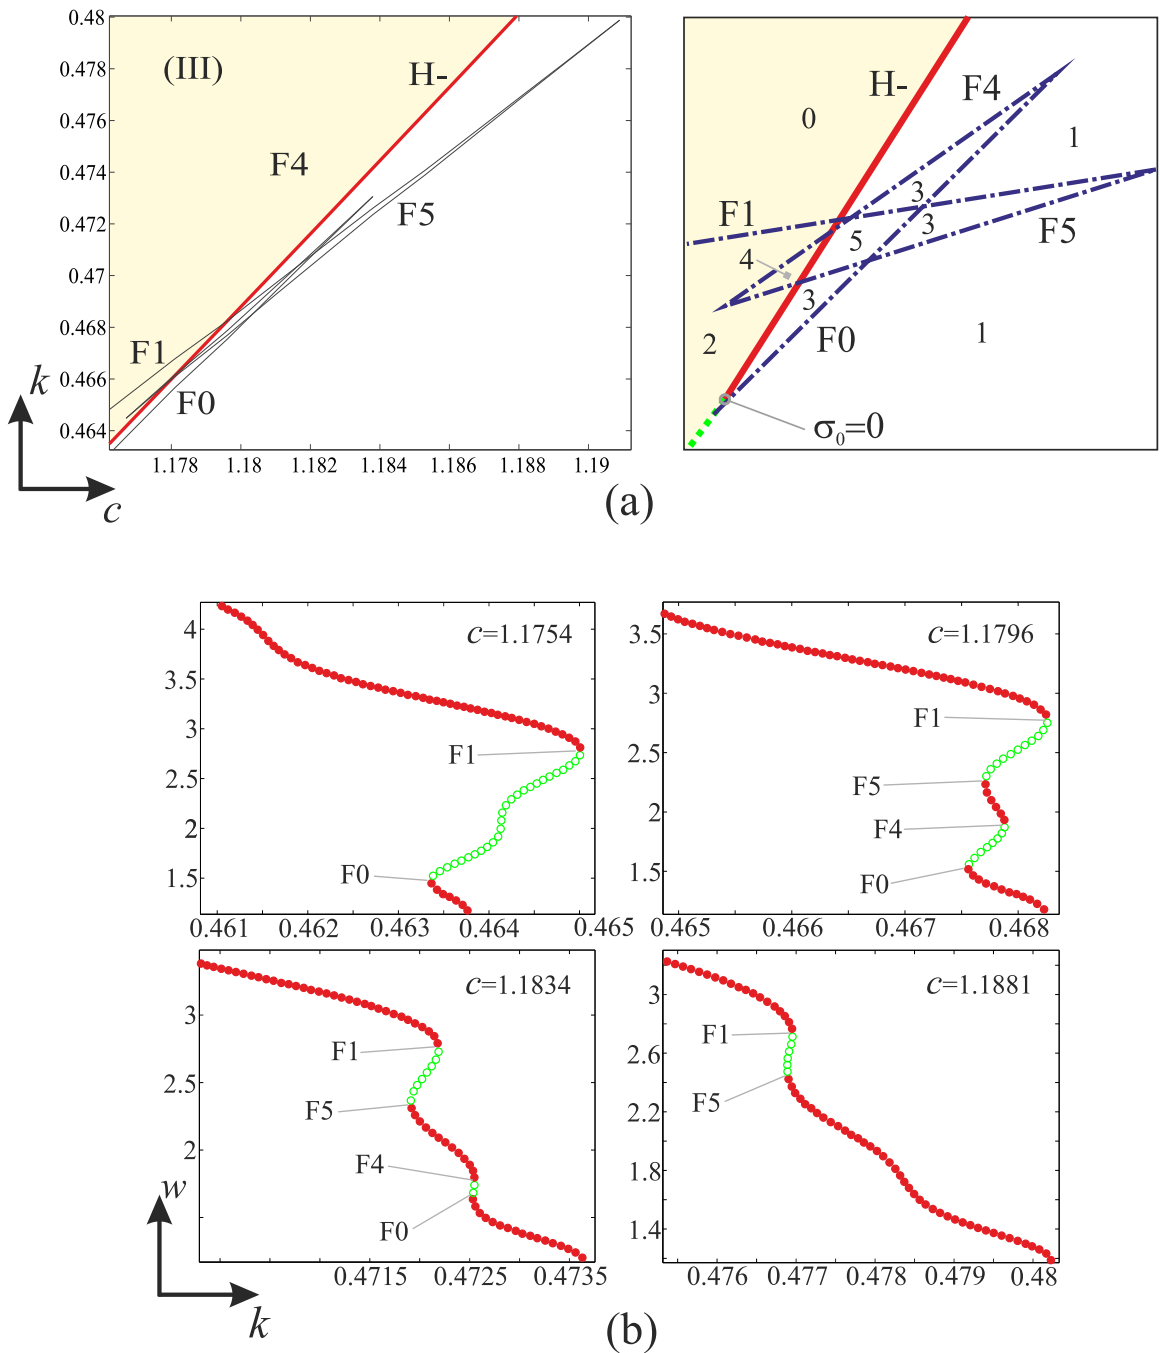 0.48
0.478
0.476
0.474
0.472
0.47
0.468
0.466
0.464
(III)
H-
F4
F5
F1
F0
k
c
1.178
1.18
1.182
1.184
1.186
1.188
1.19
H-
F4
0
1
3
F1
3
F5
5
4
3
F0
2
1
σ0=0
(a)
c=1.1754
4
3.5
3
2.5
2
1.5
F1
F0
0.461
0.462
0.463
0.464
0.465
c=1.1796
3.5
3
2.5
2
1.5
F1
F5
F4
F0
0.465
0.466
0.467
0.468
c=1.1834
3
2.5
2
F1
F5
F4
F0
w
k
0.4715
0.4725
0.4735
c=1.1881
3
2.6
2.2
1.8
1.4
F1
F5
0.476
0.477
0.478
0.479
0.48
(b)